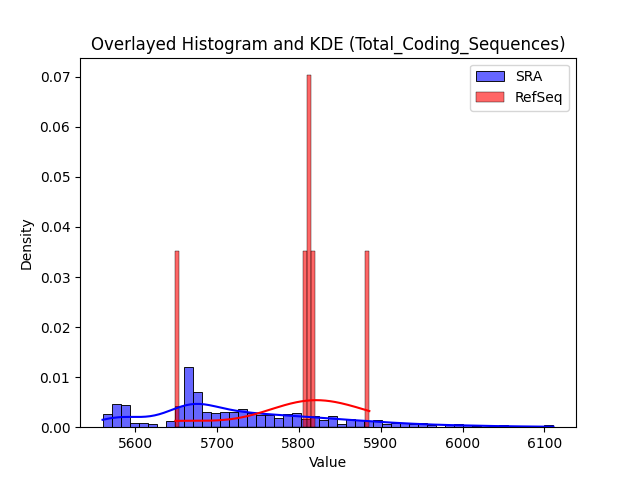 Overlayed Histogram and KDE (Total_Coding_Sequences)
SRA
RefSeq
0.07
0.06
0.05
0.04
0.03
0.02
0.01
0.00
Density
5600 5700 5800 5900 6000 6100
Value